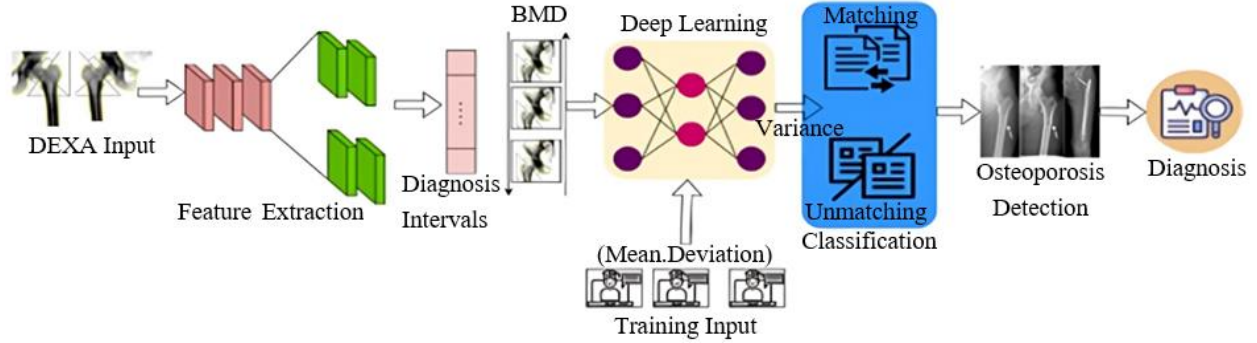 DEXA Input
Feature Extraction
Diagnosis
Intervals
BMD
Deep Learning
(Mean.Deviation)
Training Input
Variance
Matching
Unmatching
Classification
Osteoporosis
Detection
Diagnosis